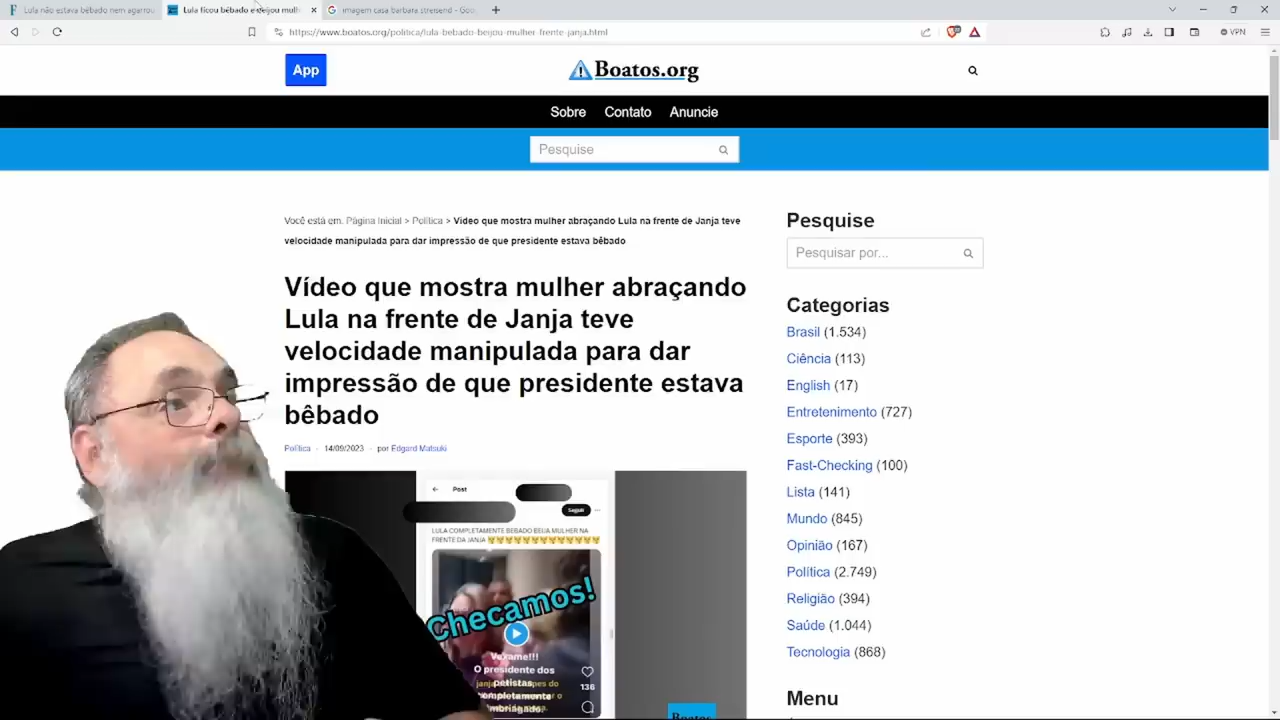 Lula não estava bêbado nem agarrou
Lula ficou bêbado e beijou mulhe
imagem casa barbara streisend - Goo
https://www.boatos.org/politica/lula-bebado-beijou-mulher-frente-janja.html
VPN
App
Boatos.org
Sobre Contato Anuncie
Pesquise
Você está em: Página Inicial > Política > Vídeo que mostra mulher abraçando Lula na frente de Janja teve
velocidade manipulada para dar impressão de que presidente estava bêbado
Vídeo que mostra mulher abraçando
Lula na frente de Janja teve
velocidade manipulada para dar
impressão de que presidente estava
bêbado
Política - 14/09/2023 - por Edgard Matsuki
Post
Seguir
LULA COMPLETAMENTE BEBADO BEIJA MULHER NA
FRENTE DA JANJA
Checamos!
Vexame!!!
O presidente dos
petistas,
136
completamente
embriagado.
Boatos
Pesquise
Pesquisar por...
Categorias
Brasil (1.534)
Ciência (113)
English (17)
Entretenimento (727)
Esporte (393)
Fast-Checking (100)
Lista (141)
Mundo (845)
Opinião (167)
Política (2.749)
Religião (394)
Saúde (1.044)
Tecnologia (868)
Menu